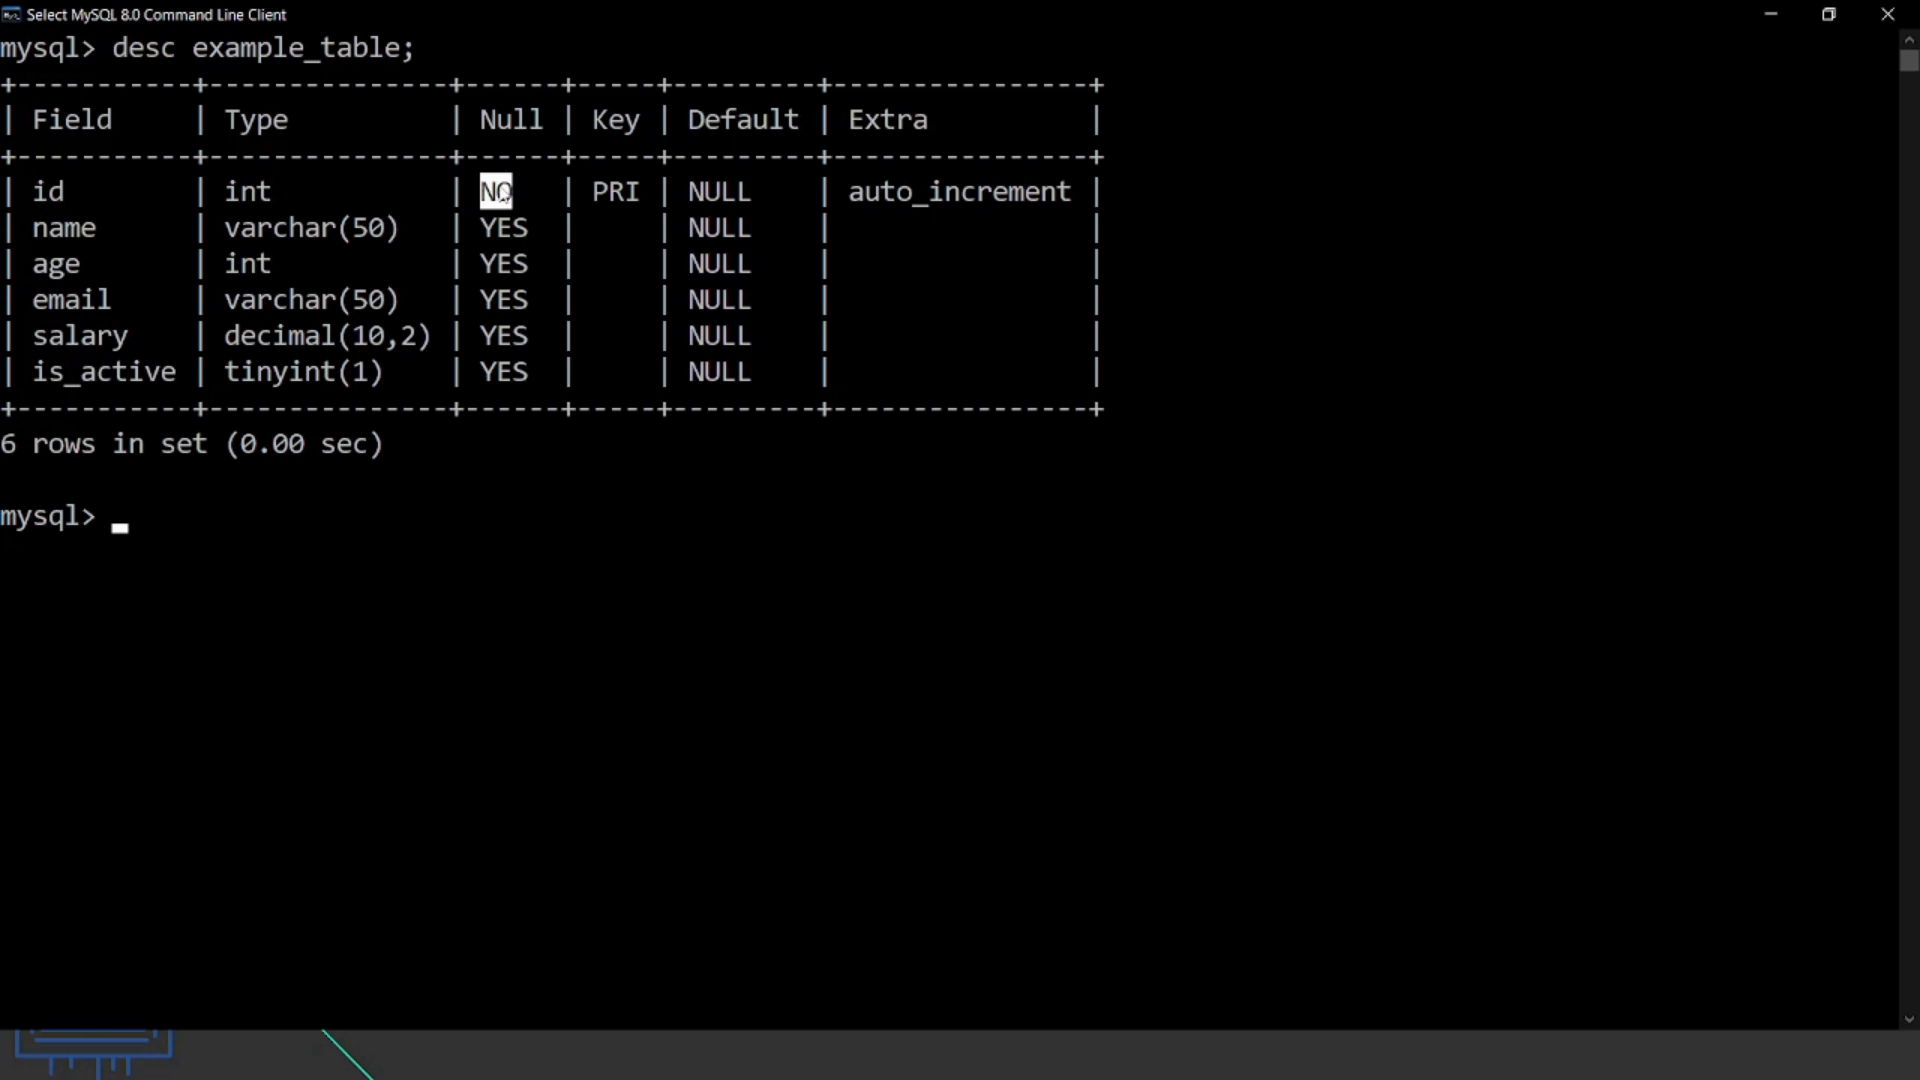 Select MySQL 8.0 Command Line Client
mysql> desc example_table;
+-----------+---------------+------+-----+---------+----------------+
| Field     | Type          | Null | Key | Default | Extra          |
+-----------+---------------+------+-----+---------+----------------+
| id        | int           | NO   | PRI | NULL    | auto_increment |
| name      | varchar(50)   | YES  |     | NULL    |                |
| age       | int           | YES  |     | NULL    |                |
| email     | varchar(50)   | YES  |     | NULL    |                |
| salary    | decimal(10,2) | YES  |     | NULL    |                |
| is_active | tinyint(1)    | YES  |     | NULL    |                |
+-----------+---------------+------+-----+---------+----------------+
6 rows in set (0.00 sec)
mysql>